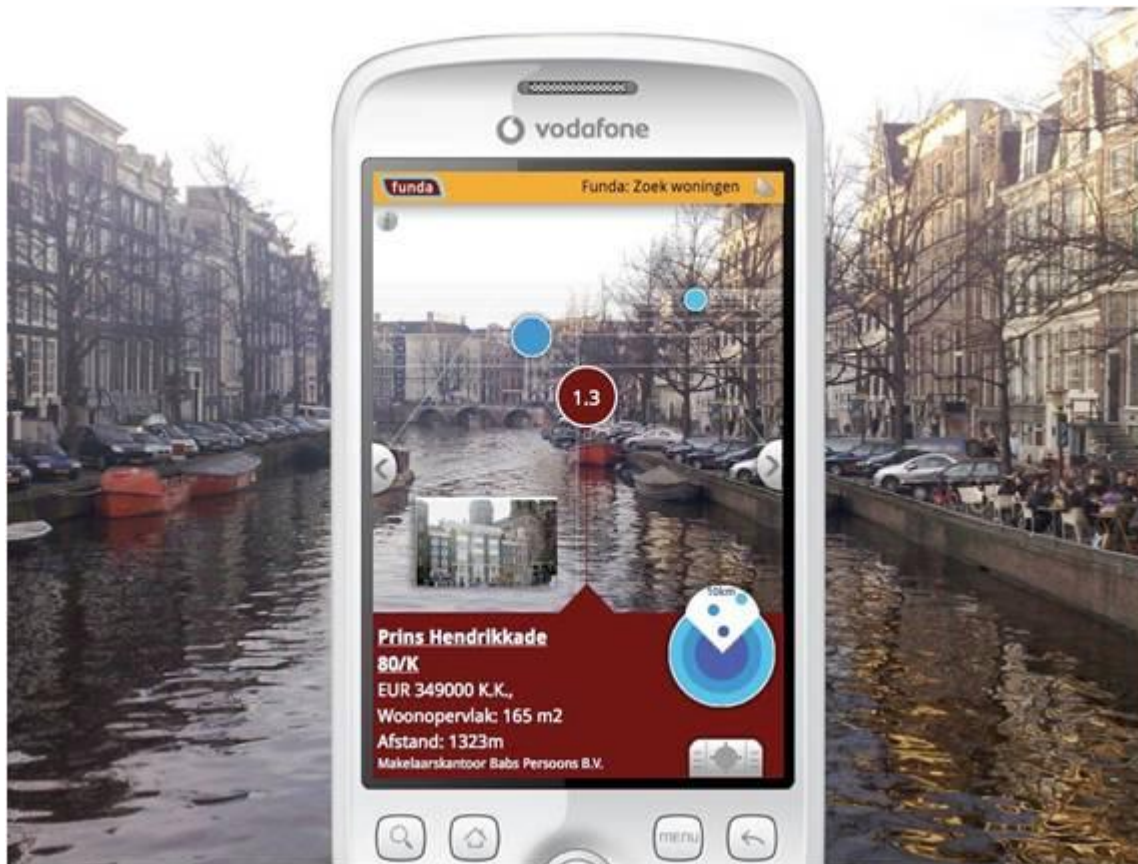 vodafone
funda
Funda: Zoek woningen
1.3
10km
Prins Hendrikkade
80/K
EUR 349000 K.K.,
Woonopervlak: 165 m2
Afstand: 1323m
Makelaarskantoor Babs Persoons B.V.
menu